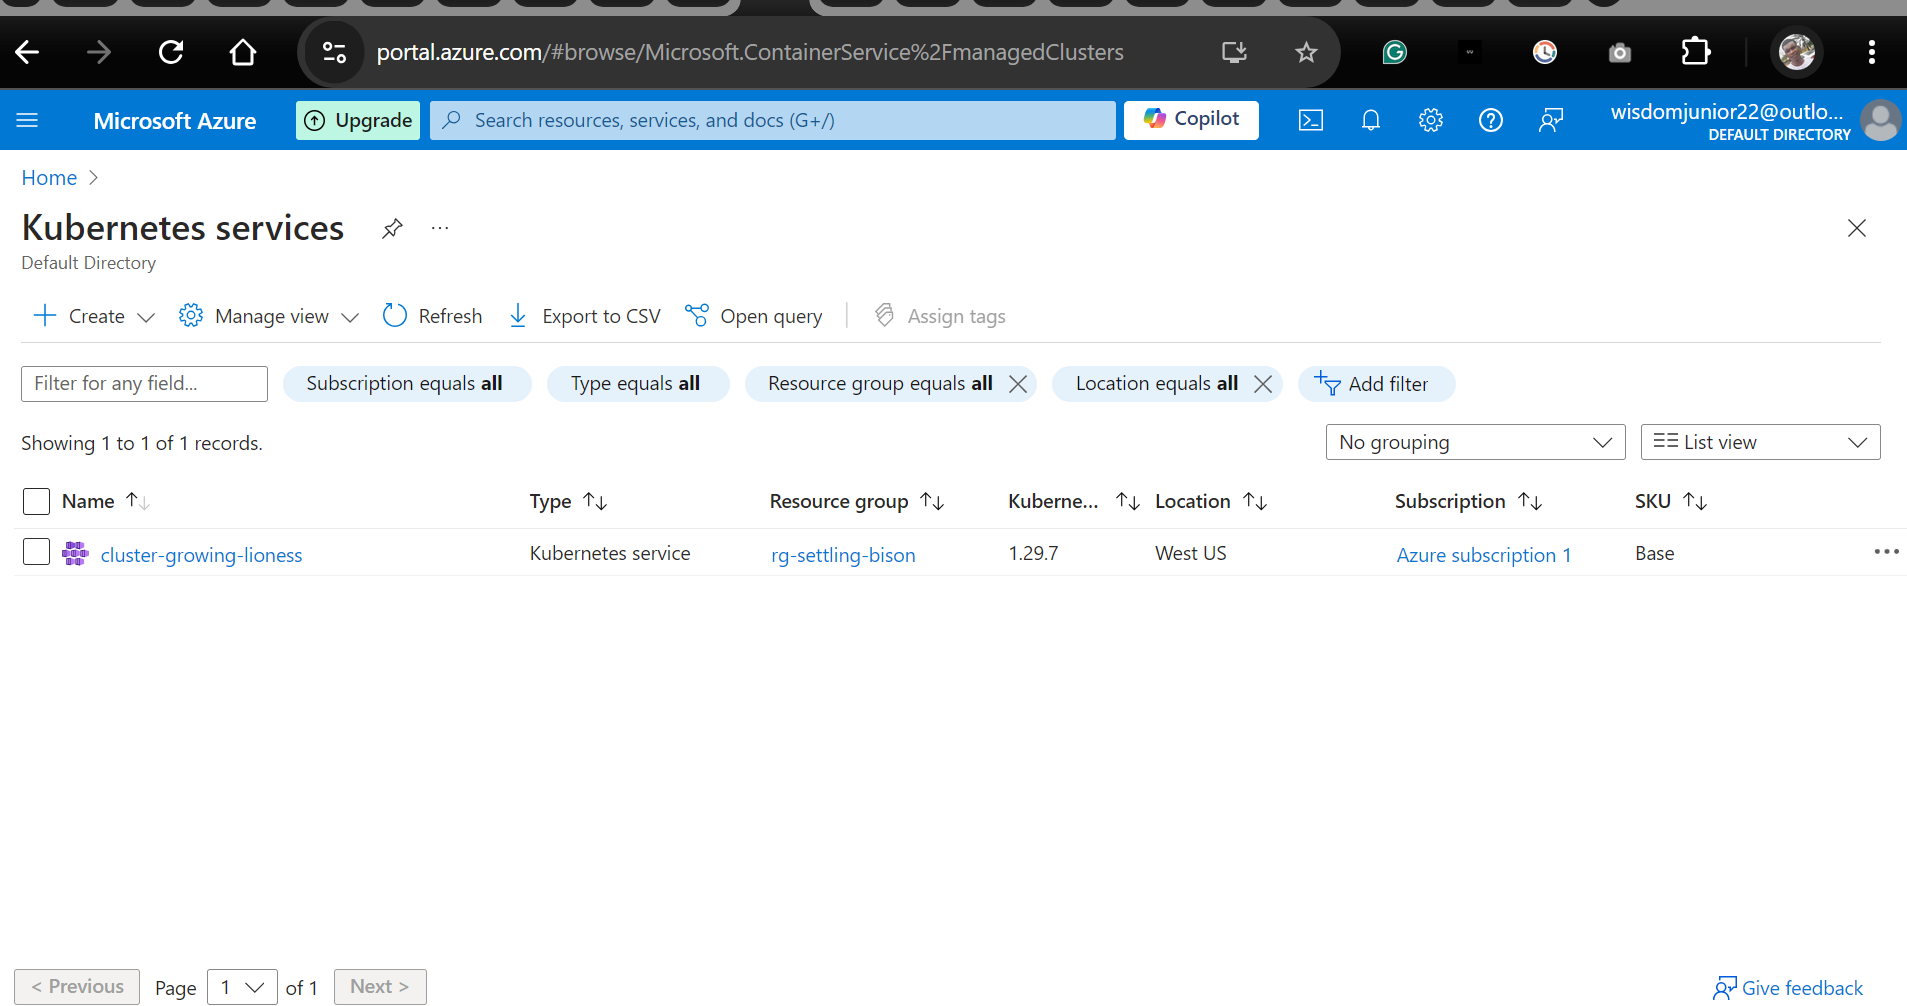 portal.azure.com/#browse/Microsoft.ContainerService%2FmanagedClusters
Microsoft Azure
Upgrade
Search resources, services, and docs (G+/)
Copilot
wisdomjunior22@outlo...
DEFAULT DIRECTORY
Home
Kubernetes services
Default Directory
Create
Manage view
Refresh
Export to CSV
Open query
Assign tags
Filter for any field...
Subscription equals all
Type equals all
Resource group equals all
Location equals all
Add filter
Showing 1 to 1 of 1 records.
No grouping
List view
Name Type Resource group Kuberne... Location Subscription SKU
cluster-growing-lioness Kubernetes service rg-settling-bison 1.29.7 West US Azure subscription 1 Base
< Previous Page 1 of 1 Next >
Give feedback